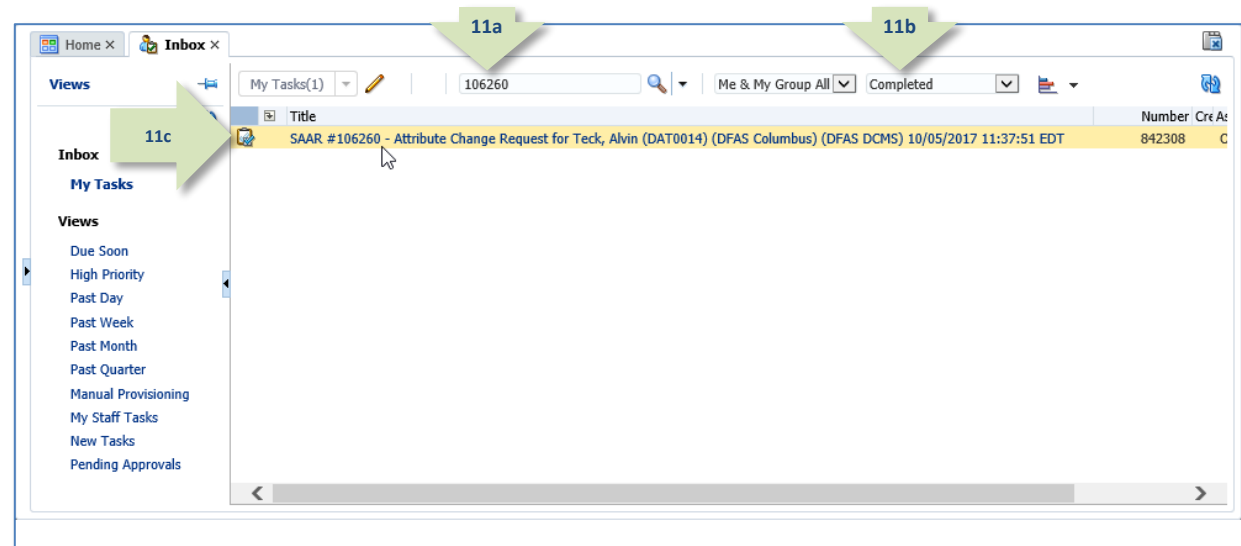 11a
11b
Home ×
Inbox ×
Views
My Tasks(1)
106260
Me & My Group All
Completed
Title
Number
Cre
As
11c
SAAR #106260 - Attribute Change Request for Teck, Alvin (DAT0014) (DFAS Columbus) (DFAS DCMS) 10/05/2017 11:37:51 EDT
842308
Inbox
My Tasks
Views
Due Soon
High Priority
Past Day
Past Week
Past Month
Past Quarter
Manual Provisioning
My Staff Tasks
New Tasks
Pending Approvals